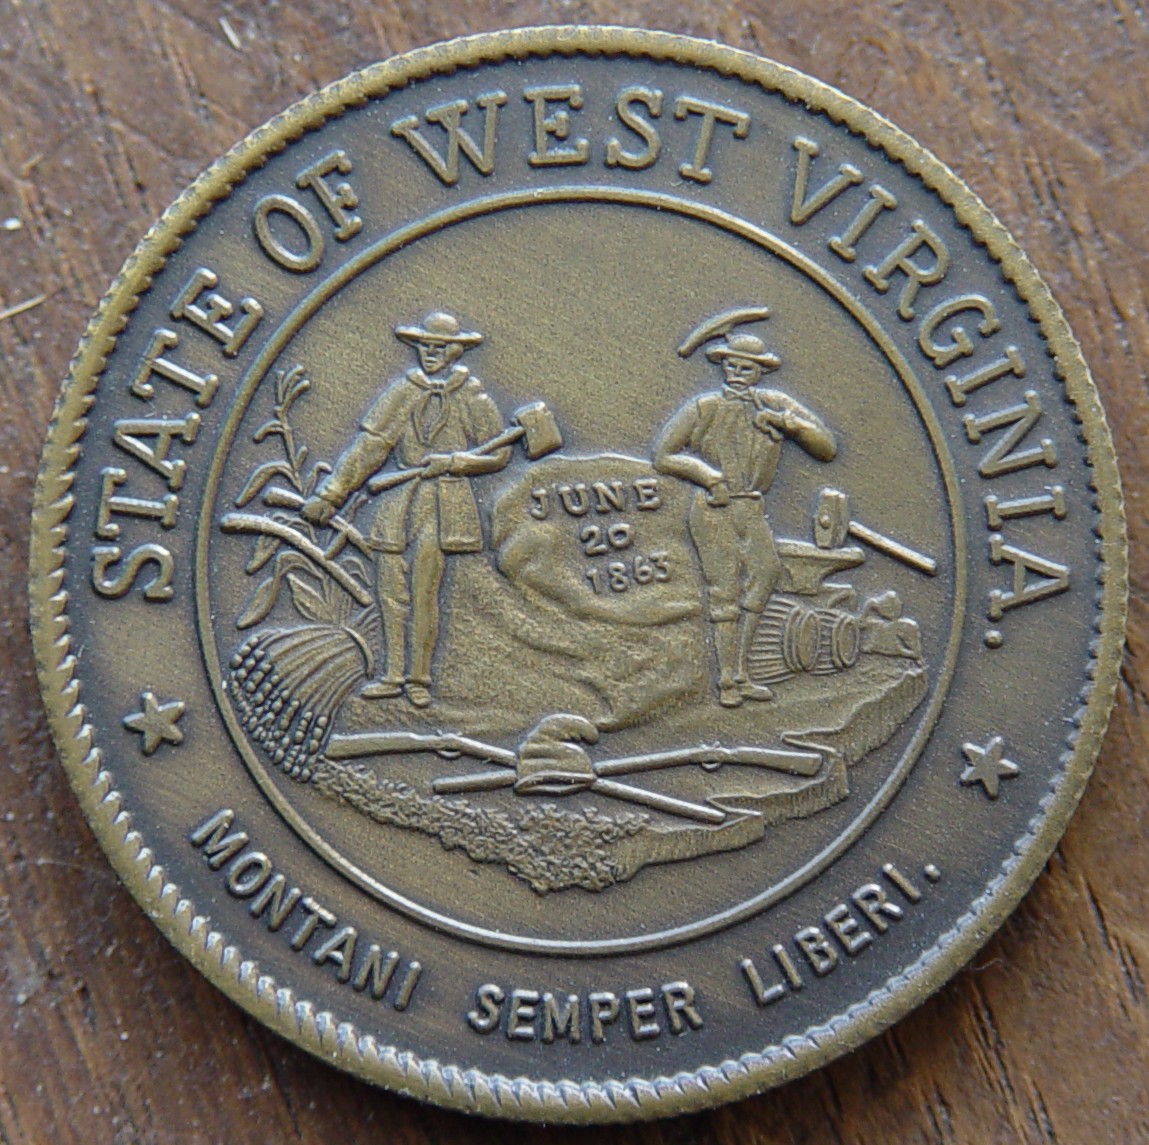 STATE OF WEST VIRGINIA.
JUNE
20
1863
MONTANI SEMPER LIBERI.